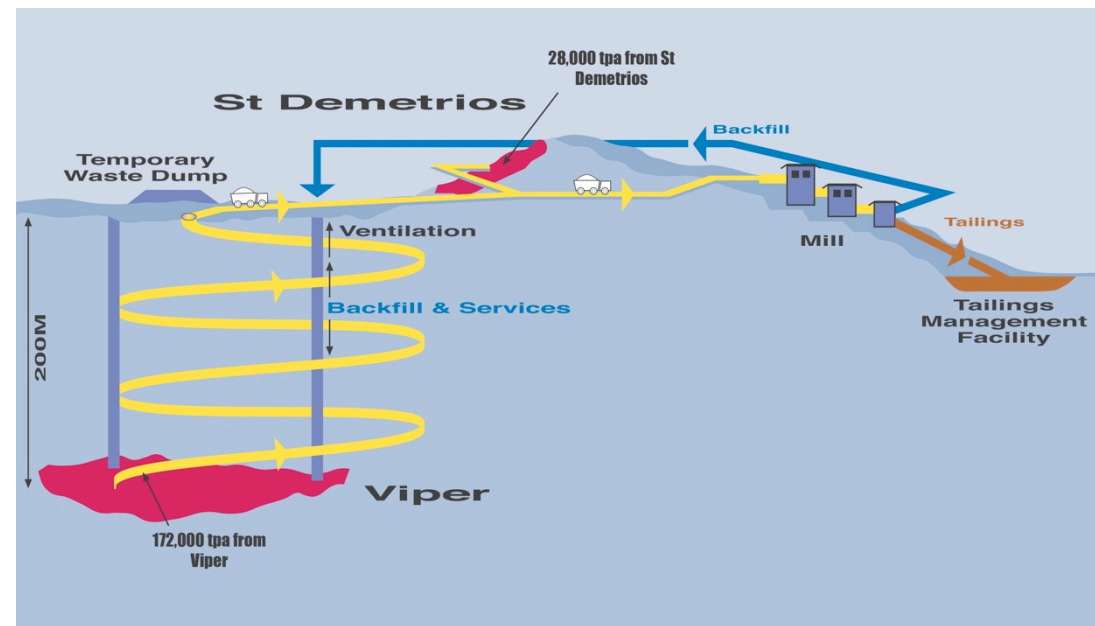 28,000 tpa from St
Demetrios
St Demetrios
Backfill
Temporary
Waste Dump
Ventilation
Mill
Tailings
Backfill & Services
Tailings
Management
Facility
200M
Viper
172,000 tpa from
Viper